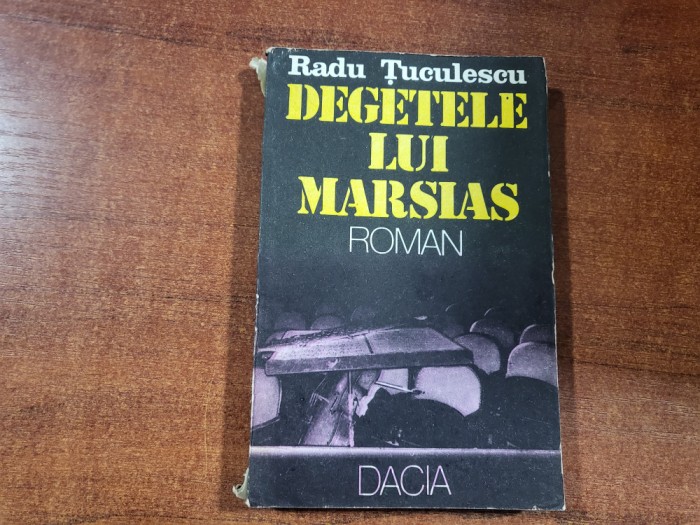 Radu Țuculescu
DEGETELE
LUI
MARSIAS
ROMAN
DACIA